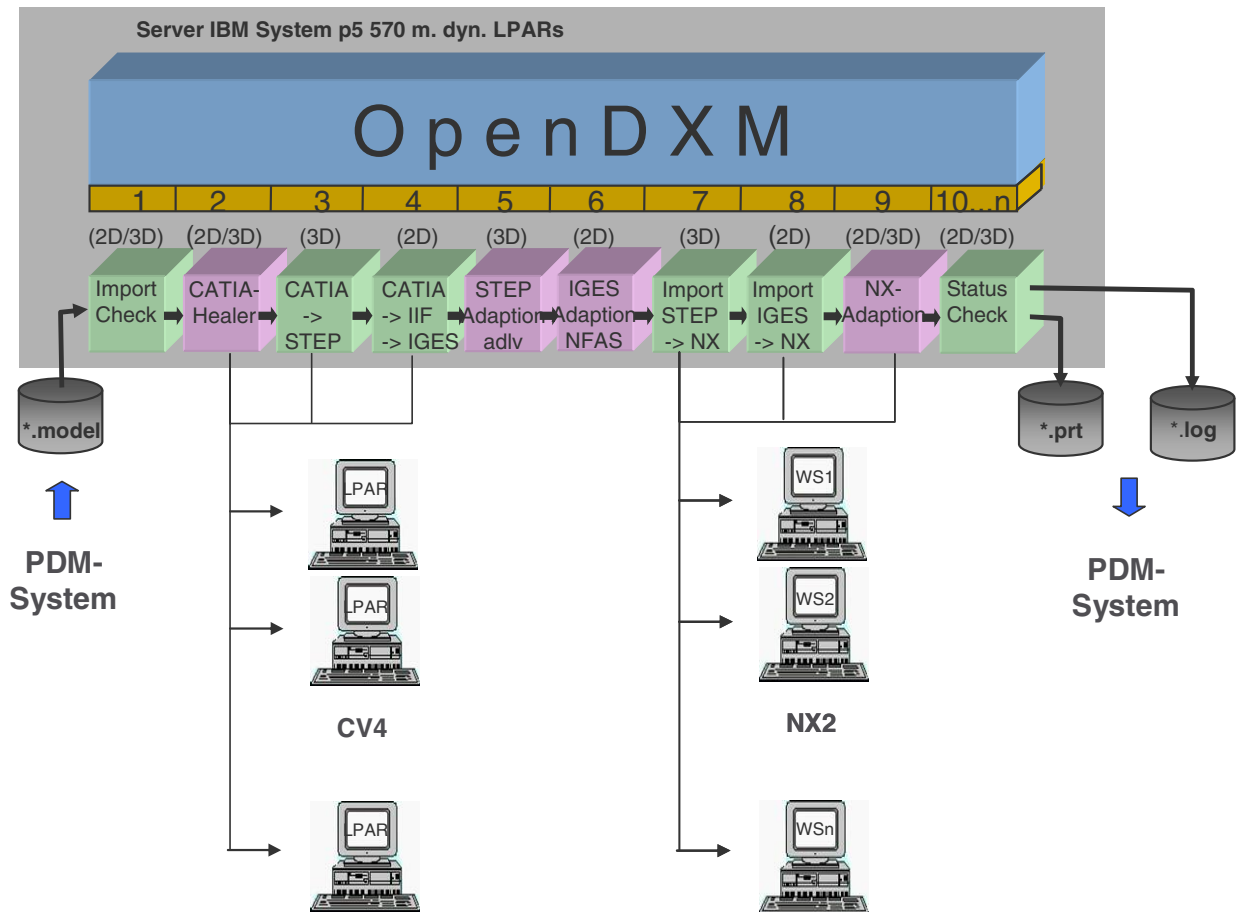 Server IBM System p5 570 m. dyn. LPARs
OpenDXM
1 2 3 4 5 6 7 8 9 10...n
(2D/3D) (2D/3D) (3D) (2D) (3D) (2D) (3D) (2D) (2D/3D) (2D/3D)
Import
Check
CATIA-
Healer
CATIA
->
STEP
CATIA
-> IIF
-> IGES
STEP
Adaption
adlv
IGES
Adaption
NFAS
Import
STEP
-> NX
Import
IGES
-> NX
NX-
Adaption
Status
Check
*.model
*.prt
*.log
PDM-
System
PDM-
System
LPAR
LPAR
CV4
LPAR
WS1
WS2
NX2
WSn